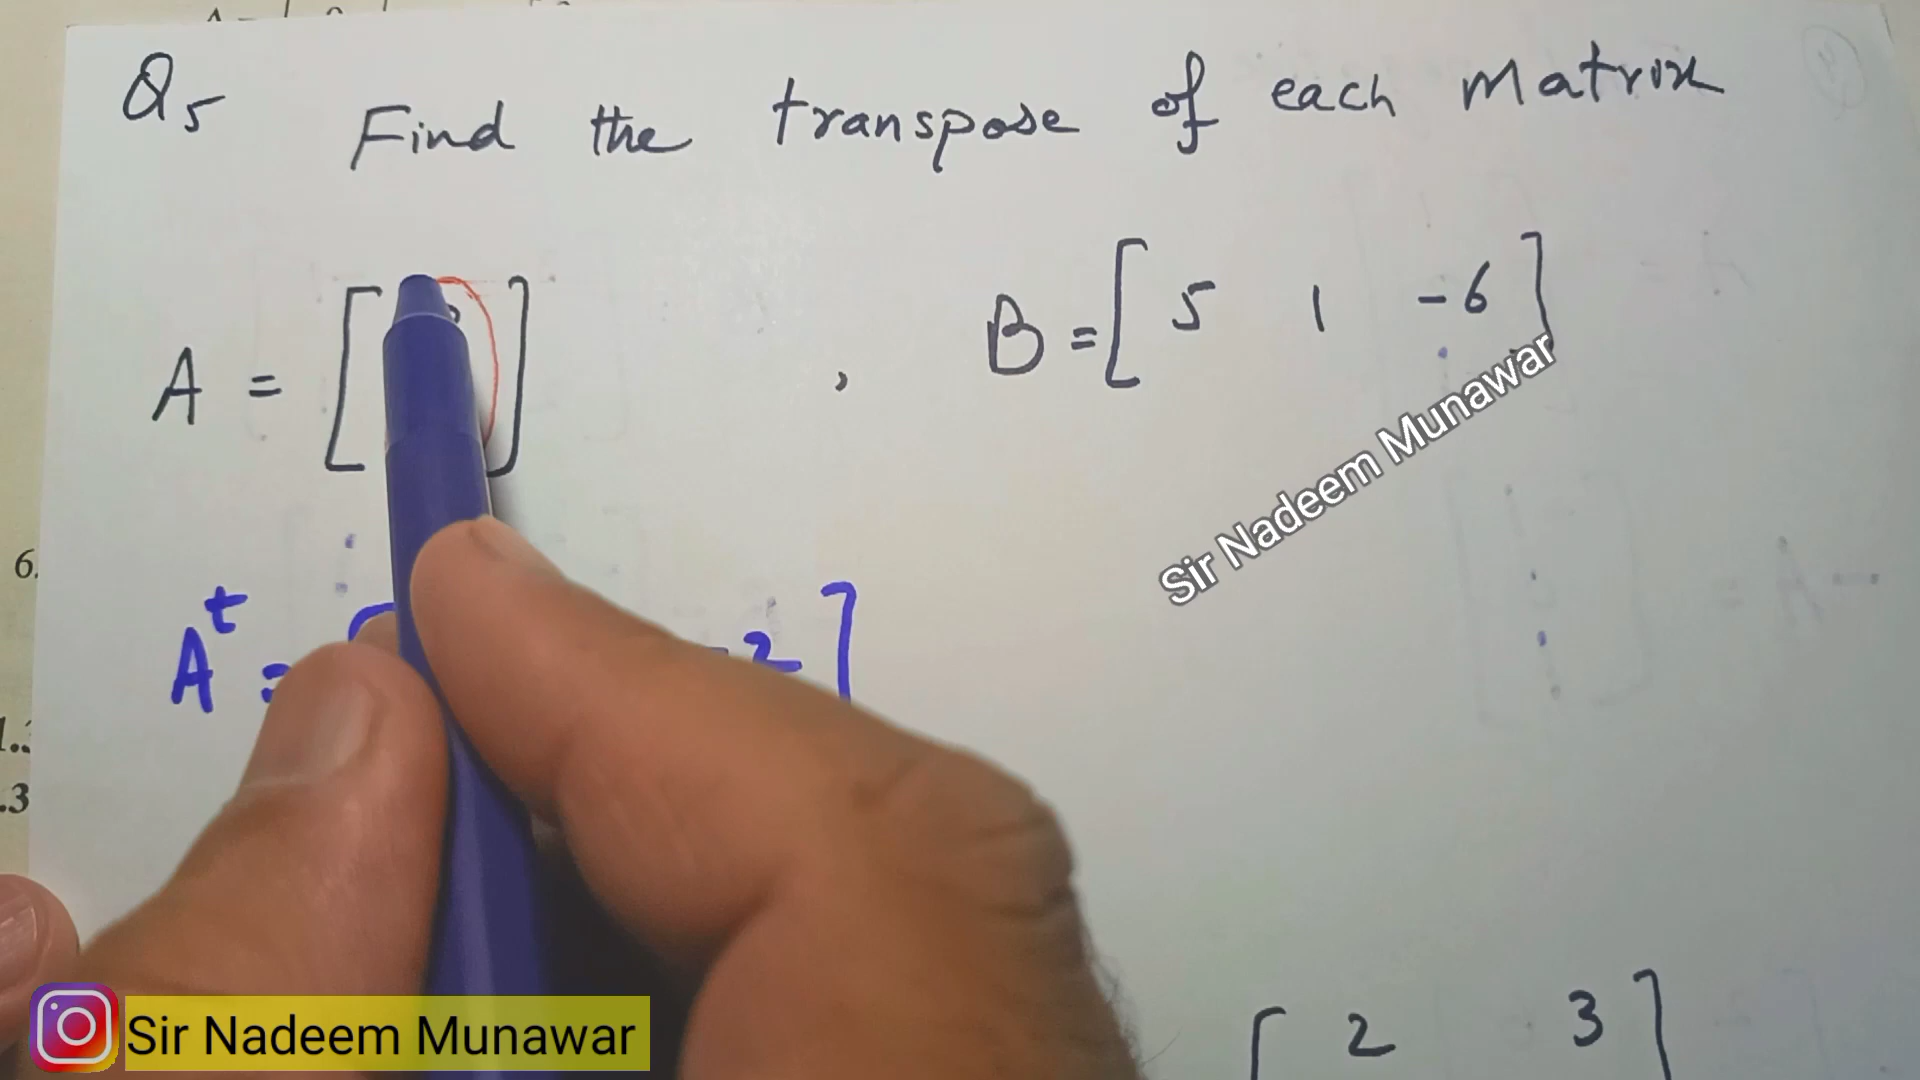 Q5 Find the transpose of each Matrix
A = [ ] , B = [ 5 1 -6 ]
Sir Nadeem Munawar
6.
A^t = [ -2 ]
.3
[ 2 3 ]
Sir Nadeem Munawar